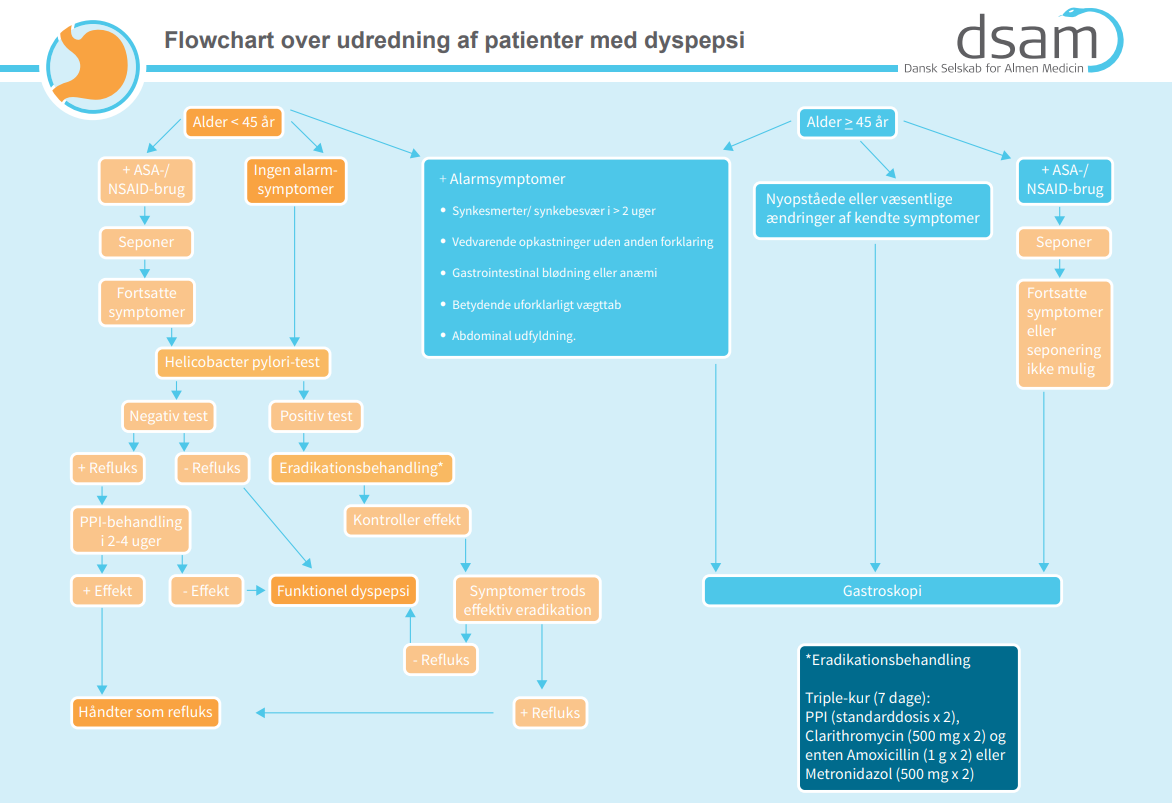 Flowchart over udredning af patienter med dyspepsi
dsam
Dansk Selskab for Almen Medicin
Alder < 45 år
Alder ≥ 45 år
+ ASA-/
NSAID-brug
Ingen alarm-
symptomer
+ Alarmsymptomer
• Synkesmerter/ synkebesvær i > 2 uger
• Vedvarende opkastninger uden anden forklaring
• Gastrointestinal blødning eller anæmi
• Betydende uforklarligt vægttab
• Abdominal udfyldning.
Nyopståede eller væsentlige
ændringer af kendte symptomer
+ ASA-/
NSAID-brug
Seponer
Seponer
Fortsatte
symptomer
Fortsatte
symptomer
eller
seponering
ikke mulig
Helicobacter pylori-test
Negativ test
Positiv test
+ Refluks
- Refluks
Eradikationsbehandling*
PPI-behandling
i 2-4 uger
Kontroller effekt
+ Effekt
- Effekt
Funktionel dyspepsi
Symptomer trods
effektiv eradikation
Gastroskopi
- Refluks
Håndter som refluks
+ Refluks
*Eradikationsbehandling
Triple-kur (7 dage):
PPI (standarddosis x 2),
Clarithromycin (500 mg x 2) og
enten Amoxicillin (1 g x 2) eller
Metronidazol (500 mg x 2)